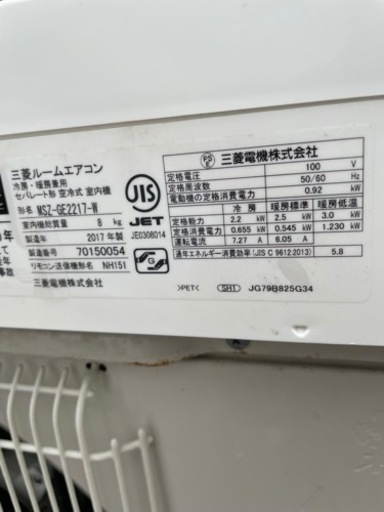 三菱ルームエアコン
冷房・暖房兼用
セパレート形 空冷式 室内機
形名 MSZ-GE2217-W
室内機総質量 8 kg
製造年 2017年製
製造番号 70150054
リモコン送信機形名 NH151
三菱電機株式会社
JIS
JET
JE0308014
PS
E
三菱電機株式会社
定格電圧 100 V
定格周波数 50/60 Hz
電動機の定格消費電力 0.92 kW
冷房 暖房標準 暖房低温
定格能力 2.2 kW 2.5 kW 3.0 kW
定格消費電力 0.655 kW 0.545 kW 1.230 kW
運転電流 7.27 A 6.05 A
通年エネルギー消費効率(JIS C 9612:2013) 5.8
>PET< SH1 JG79B825G34